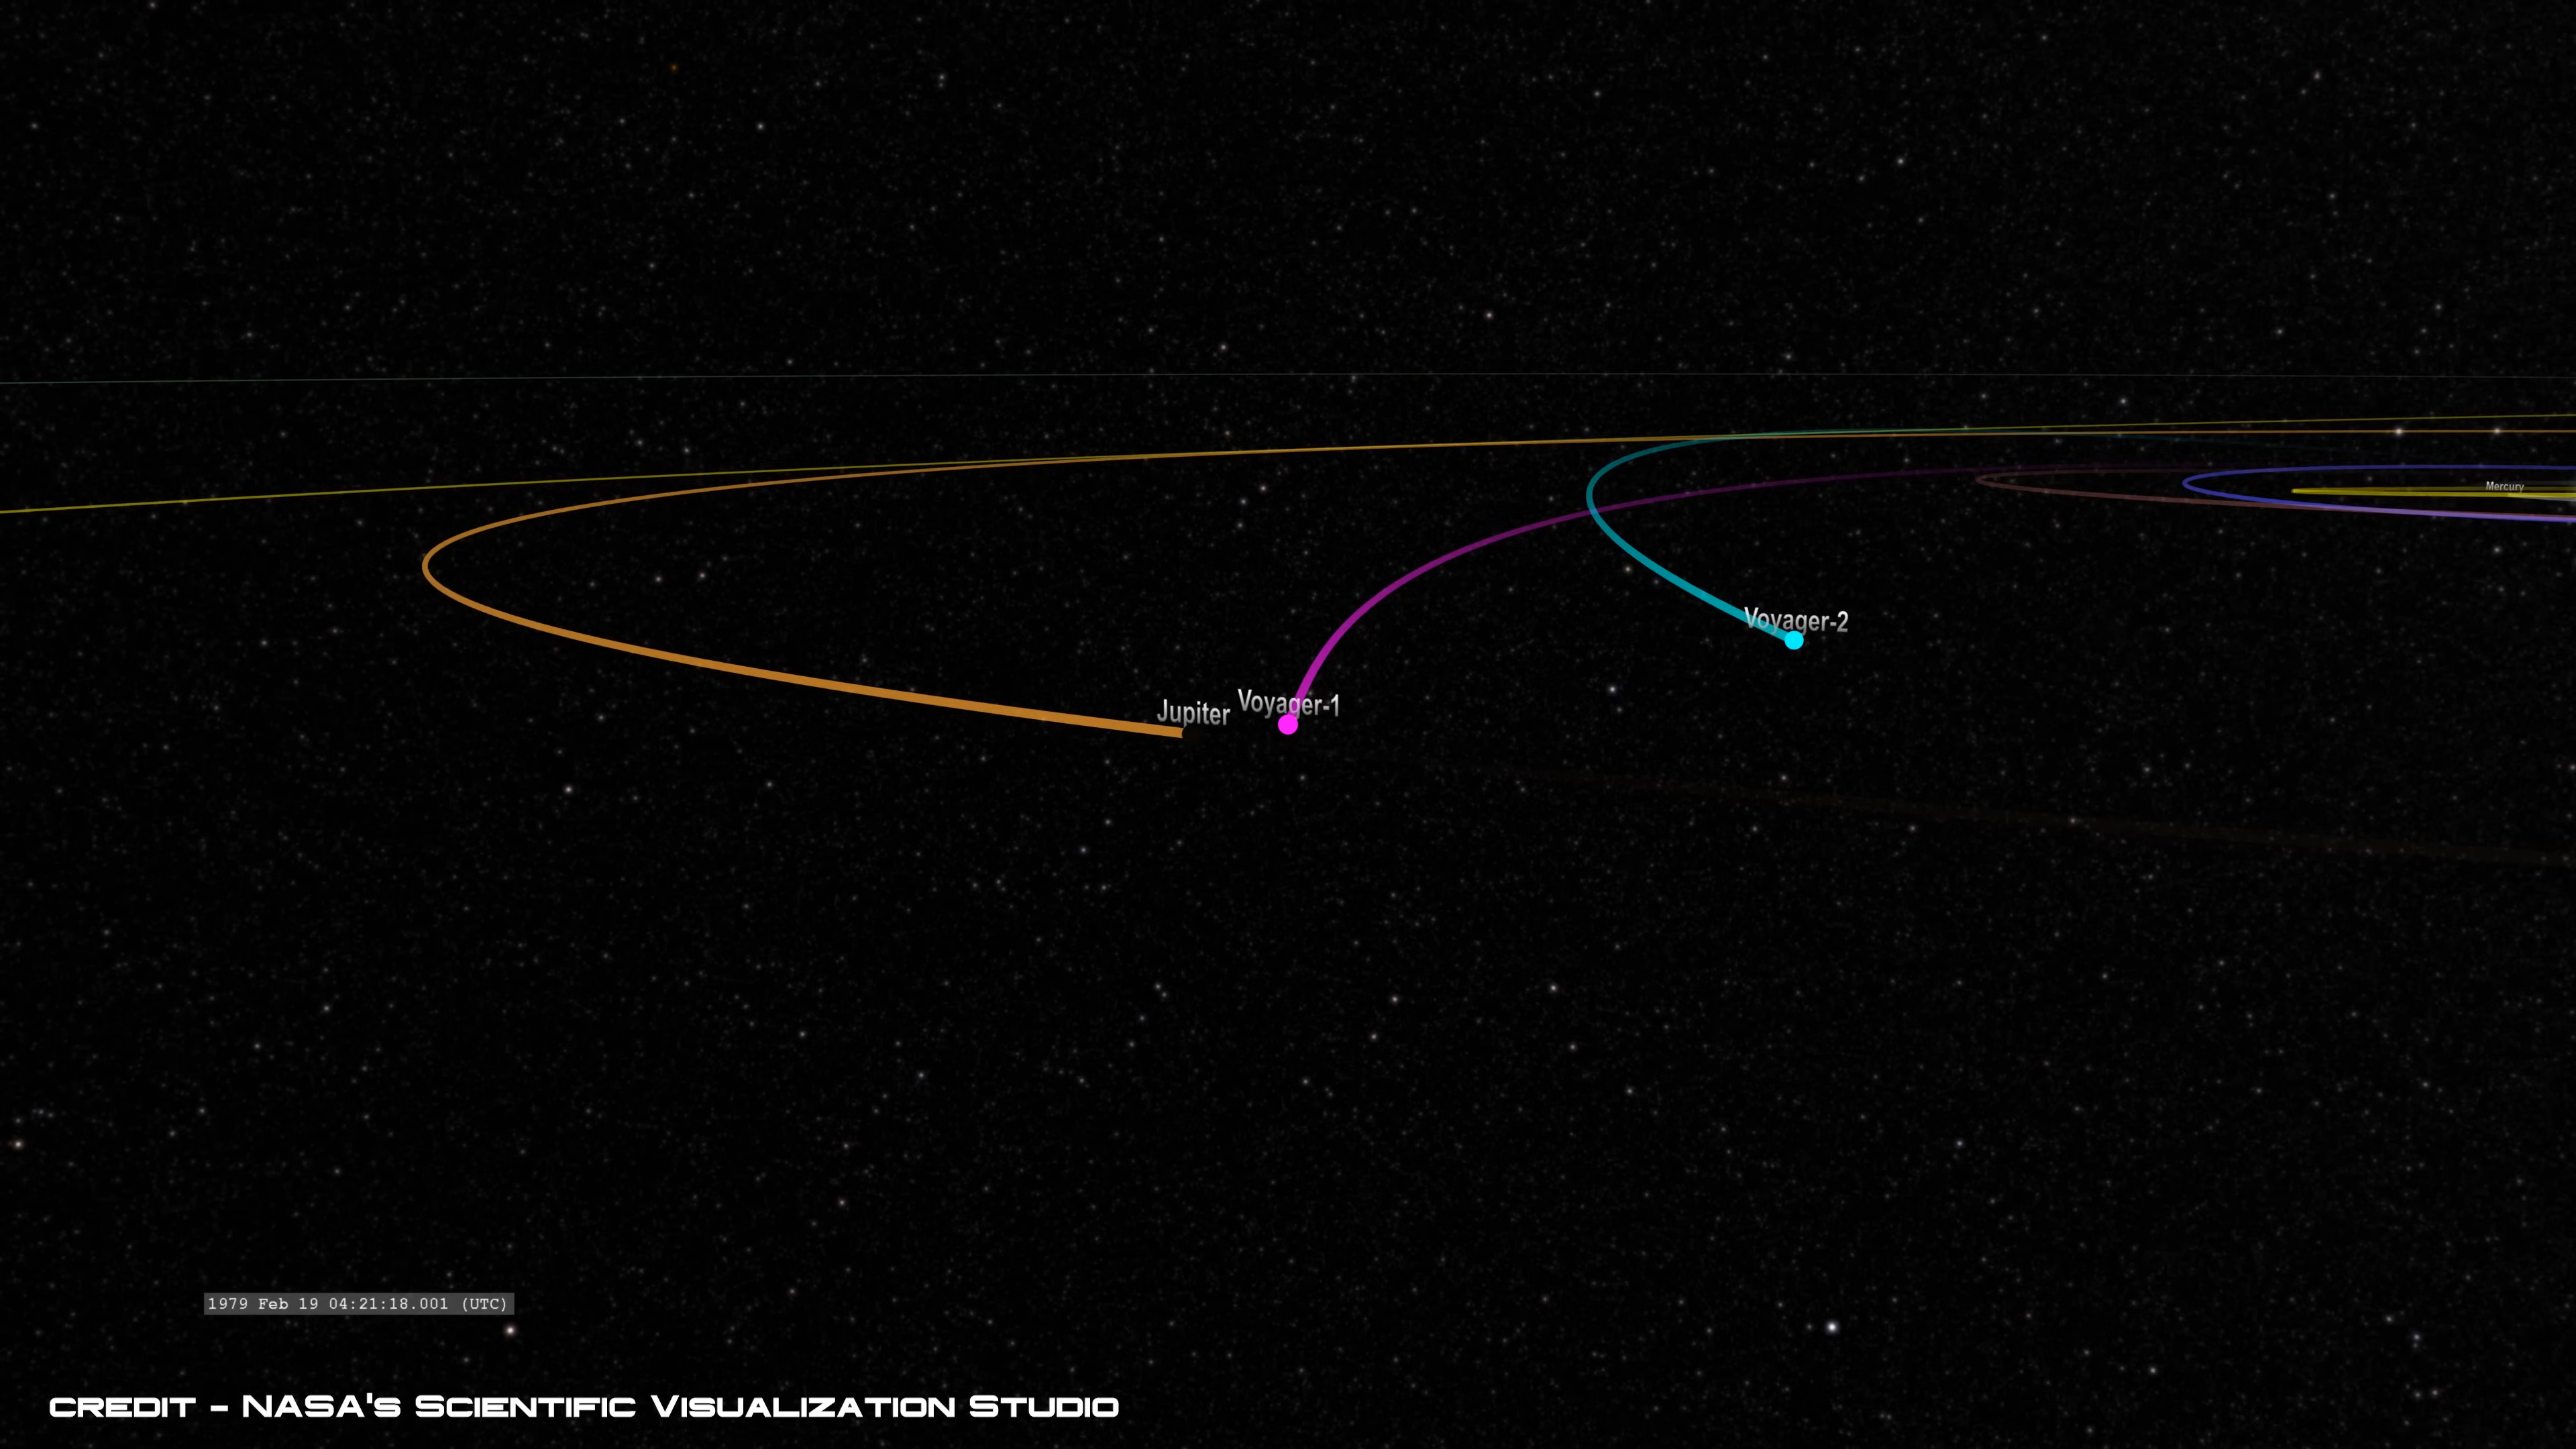 Mercury
Voyager-2
Voyager-1
Jupiter
1979 Feb 19 04:21:18.001 (UTC)
CREDIT - NASA'S SCIENTIFIC VISUALIZATION STUDIO